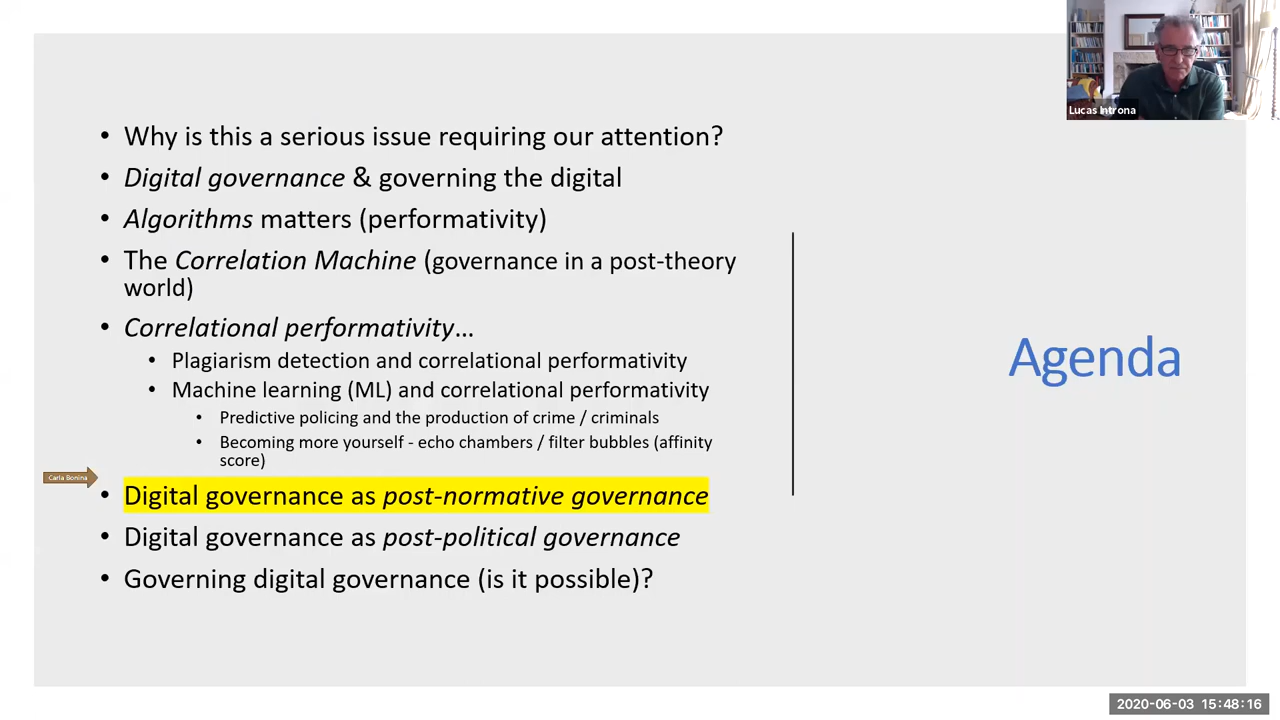 Lucas Introna
• Why is this a serious issue requiring our attention?
• Digital governance & governing the digital
• Algorithms matters (performativity)
• The Correlation Machine (governance in a post-theory
world)
• Correlational performativity…
• Plagiarism detection and correlational performativity
• Machine learning (ML) and correlational performativity
• Predictive policing and the production of crime / criminals
• Becoming more yourself - echo chambers / filter bubbles (affinity
score)
Carla Bonina
• Digital governance as post-normative governance
• Digital governance as post-political governance
• Governing digital governance (is it possible)?
Agenda
2020-06-03 15:48:16